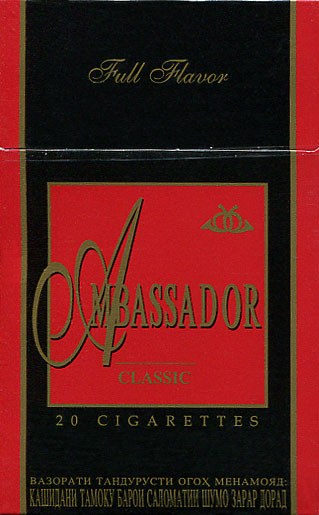 Full Flavor
AMBASSADOR
CLASSIC
20 CIGARETTES
ВАЗОРАТИ ТАНДУРУСТИ ОГОҲ МЕНАМОЯД:
КАШИДАНИ ТАМОКУ БАРОИ САЛОМАТИИ ШУМО ЗАРАР ДОРАД